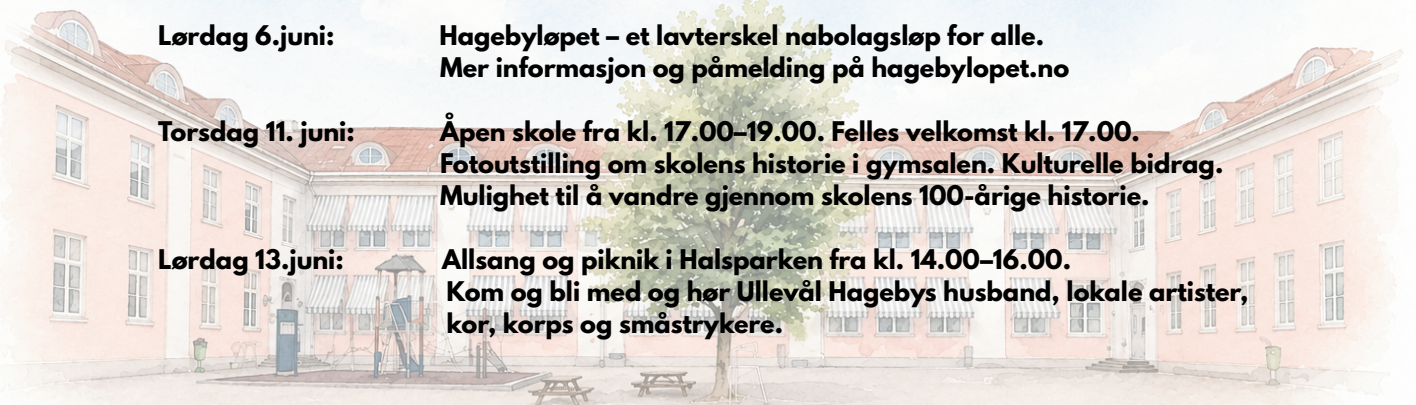 Lørdag 6.juni: Hagebyløpet – et lavterskel nabolagsløp for alle.
Mer informasjon og påmelding på hagebylopet.no
Torsdag 11. juni: Åpen skole fra kl. 17.00–19.00. Felles velkomst kl. 17.00.
Fotoutstilling om skolens historie i gymsalen. Kulturelle bidrag.
Mulighet til å vandre gjennom skolens 100-årige historie.
Lørdag 13.juni: Allsang og piknik i Halsparken fra kl. 14.00–16.00.
Kom og bli med og hør Ullevål Hagebys husband, lokale artister,
kor, korps og småstrykere.